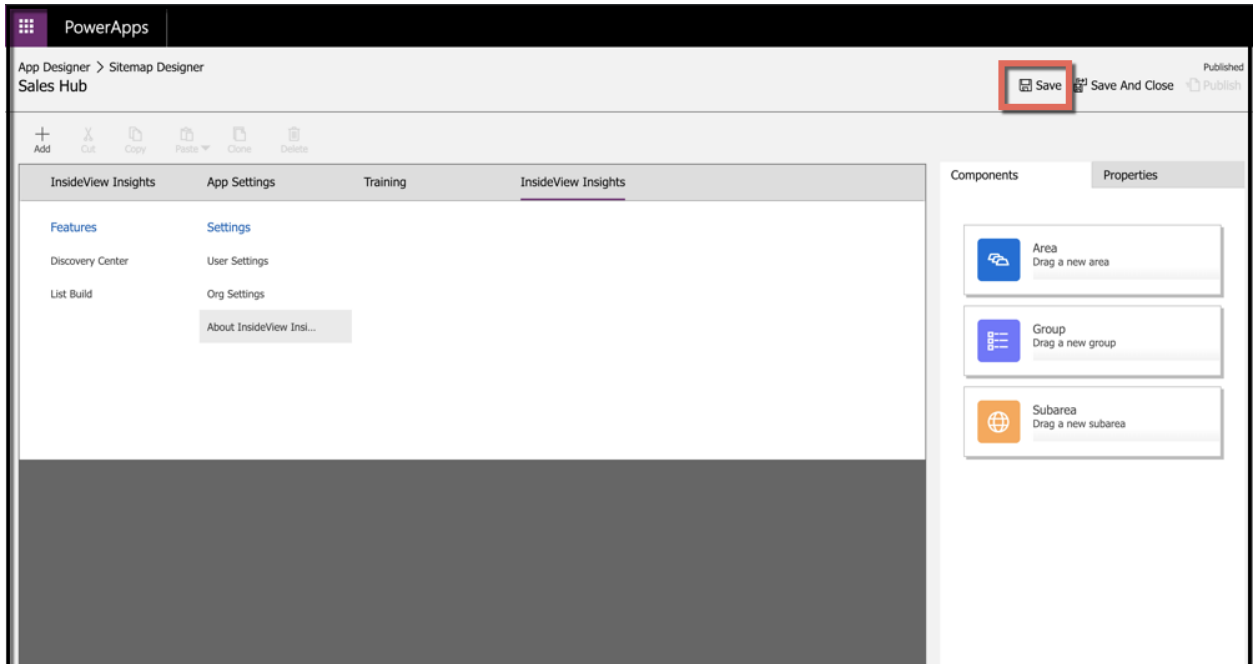 PowerApps
App Designer > Sitemap Designer
Published
Sales Hub
Save
Save And Close
Publish
Add
Cut
Copy
Paste
Clone
Delete
InsideView Insights
App Settings
Training
InsideView Insights
Components
Properties
Features
Settings
Discovery Center
User Settings
List Build
Org Settings
About InsideView Insi...
Area
Drag a new area
Group
Drag a new group
Subarea
Drag a new subarea